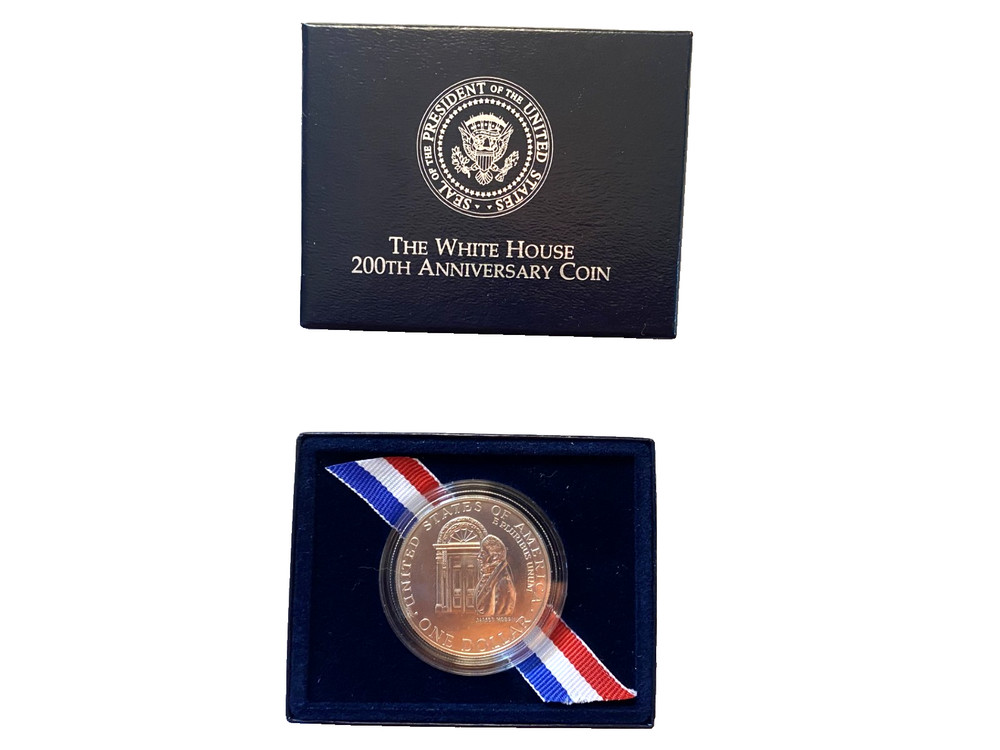 SEAL OF THE PRESIDENT OF THE UNITED STATES
THE WHITE HOUSE
200TH ANNIVERSARY COIN
UNITED STATES OF AMERICA
E PLURIBUS UNUM
ONE DOLLAR